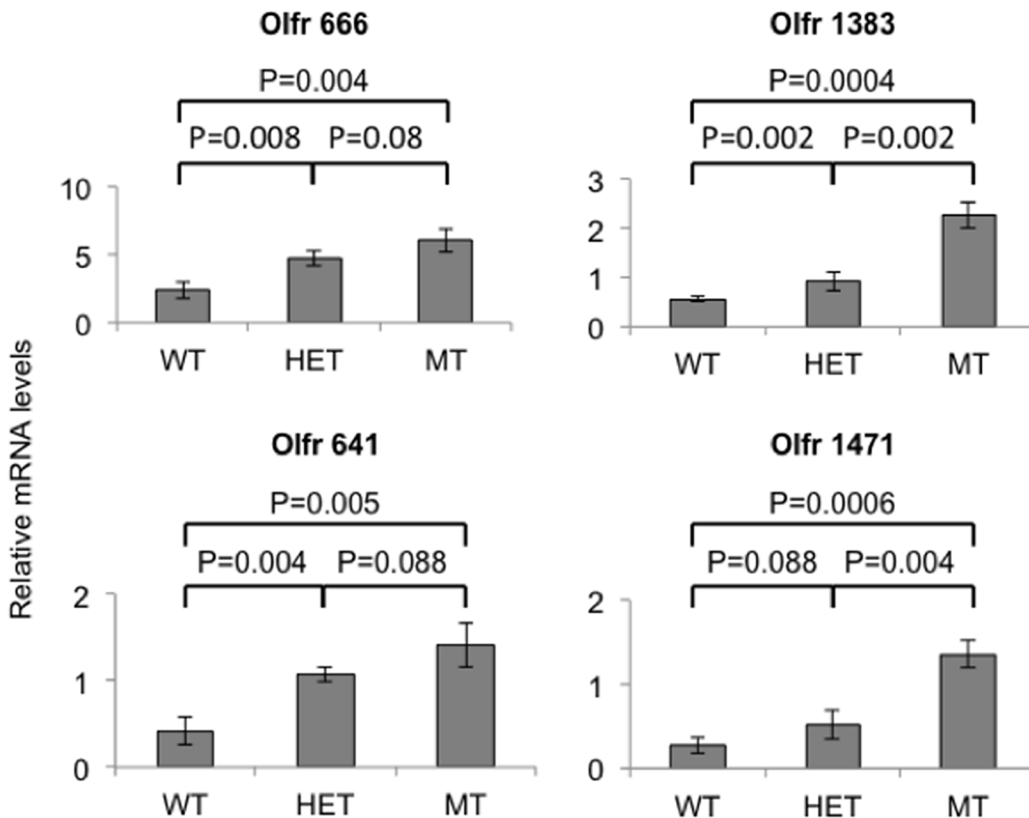 Olfr 666
P=0.004
P=0.008 P=0.08
10
5
0
WT HET MT
Olfr 1383
P=0.0004
P=0.002 P=0.002
3
2
1
0
WT HET MT
Relative mRNA levels
Olfr 641
P=0.005
P=0.004 P=0.088
2
1
0
WT HET MT
Olfr 1471
P=0.0006
P=0.088 P=0.004
2
1
0
WT HET MT